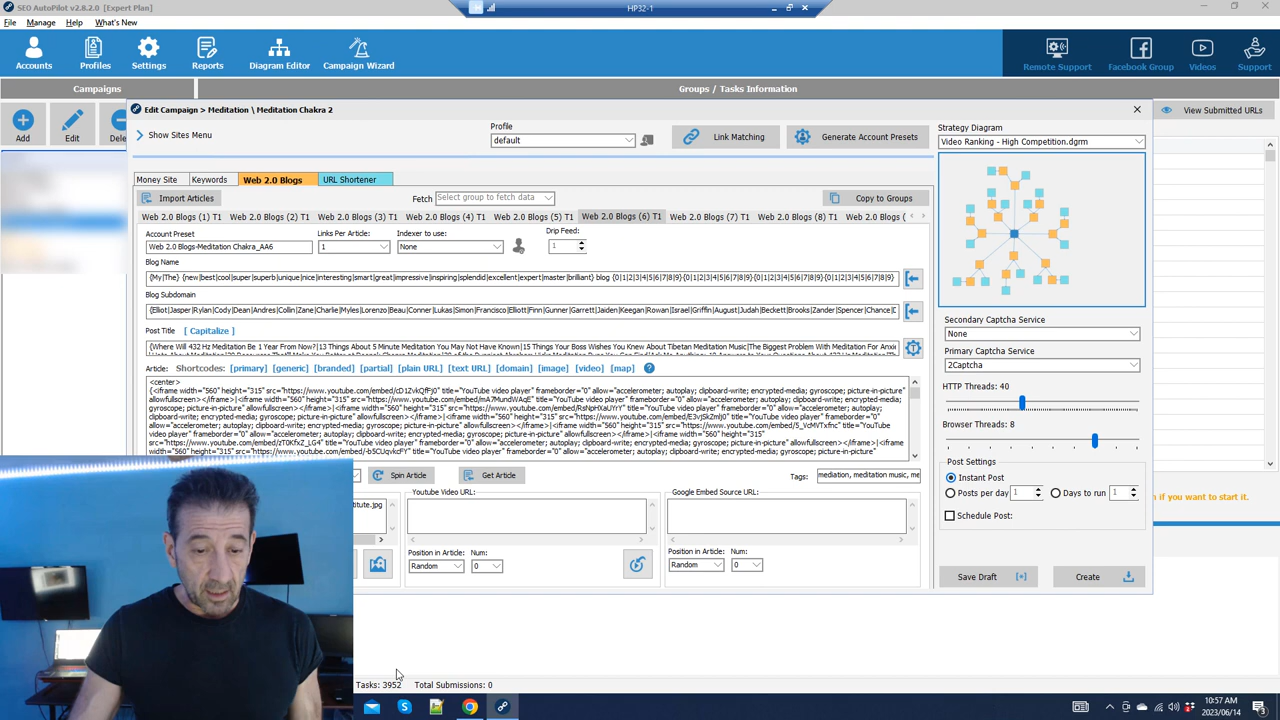 SEO AutoPilot v2.8.2.0 [Expert Plan]
HP32-1
File Manage Help What's New
Accounts Profiles Settings Reports Diagram Editor Campaign Wizard
Remote Support Facebook Group Videos Support
Campaigns Groups / Tasks Information
Add Edit Dele
Edit Campaign > Meditation \ Meditation Chakra 2
View Submitted URLs
Show Sites Menu
Profile
default
Link Matching
Generate Account Presets
Strategy Diagram
Video Ranking - High Competition.dgrm
Money Site Keywords Web 2.0 Blogs URL Shortener
Import Articles
Fetch Select group to fetch data
Copy to Groups
Web 2.0 Blogs (1) T1 Web 2.0 Blogs (2) T1 Web 2.0 Blogs (3) T1 Web 2.0 Blogs (4) T1 Web 2.0 Blogs (5) T1 Web 2.0 Blogs (6) T1 Web 2.0 Blogs (7) T1 Web 2.0 Blogs (8) T1 Web 2.0 Blogs (
Account Preset Links Per Article: Indexer to use: Drip Feed:
Web 2.0 Blogs-Meditation Chakra_AA6 1 None 1
Blog Name
{My|The} {new|best|cool|super|superb|unique|nice|interesting|smart|great|impressive|inspiring|splendid|excellent|expert|master|brilliant} blog {0|1|2|3|4|5|6|7|8|9}{0|1|2|3|4|5|6|7|8|9}{0|1|2|3|4|5|6|7|8|9}{0|1|2|3|4|5|6|7|8|9}
Blog Subdomain
{Elliott|Jasper|Rylan|Cody|Dean|Andres|Collin|Zane|Charlie|Myles|Lorenzo|Beau|Conner|Lukas|Simon|Francisco|Elliot|Finn|Gunner|Garrett|Jaiden|Keegan|Rowan|Israel|Griffin|August|Judah|Beckett|Brooks|Zander|Spencer|Chance|D
Post Title [ Capitalize ]
{Where Will 432 Hz Meditation Be 1 Year From Now?|13 Things About 5 Minute Meditation You May Not Have Known|15 Things Your Boss Wishes You Knew About Tibetan Meditation Music|The Biggest Problem With Meditation For Anxie
Article: Shortcodes: [primary] [generic] [branded] [partial] [plain URL] [text URL] [domain] [image] [video] [map] ?
<center>
{<iframe width="560" height="315" src="https://www.youtube.com/embed/cD1ZvkQfFj0" title="YouTube video player" frameborder="0" allow="accelerometer; autoplay; clipboard-write; encrypted-media; gyroscope; picture-in-picture"
allowfullscreen></iframe>|<iframe width="560" height="315" src="https://www.youtube.com/embed/mA7MundWAqE" title="YouTube video player" frameborder="0" allow="accelerometer; autoplay; clipboard-write; encrypted-media;
gyroscope; picture-in-picture" allowfullscreen></iframe>|<iframe width="560" height="315" src="https://www.youtube.com/embed/RsNpHXaUIYY" title="YouTube video player" frameborder="0" allow="accelerometer; autoplay;
clipboard-write; encrypted-media; gyroscope; picture-in-picture" allowfullscreen></iframe>|<iframe width="560" height="315" src="https://www.youtube.com/embed/E3vJSkZmlJ0" title="YouTube video player" frameborder="0"
allow="accelerometer; autoplay; clipboard-write; encrypted-media; gyroscope; picture-in-picture" allowfullscreen></iframe>|<iframe width="560" height="315" src="https://www.youtube.com/embed/5_VcMVTxfnc" title="YouTube video
player" frameborder="0" allow="accelerometer; autoplay; clipboard-write; encrypted-media; gyroscope; picture-in-picture" allowfullscreen></iframe>|<iframe width="560" height="315"
src="https://www.youtube.com/embed/zT0KfxZ_LG4" title="YouTube video player" frameborder="0" allow="accelerometer; autoplay; clipboard-write; encrypted-media; gyroscope; picture-in-picture" allowfullscreen></iframe>|<iframe
width="560" height="315" src="https://www.youtube.com/embed/-b5CUqvkcFY" title="YouTube video player" frameborder="0" allow="accelerometer; autoplay; clipboard-write; encrypted-media; gyroscope; picture-in-picture"
Spin Article Get Article
Tags: mediation, meditation music, me
titute.jpg
Youtube Video URL: Google Embed Source URL:
Position in Article: Num: Position in Article: Num:
Random 0 Random 0
Secondary Captcha Service
None
Primary Captcha Service
2Captcha
HTTP Threads: 40
Browser Threads: 8
Post Settings
Instant Post
Posts per day 1 Days to run 1
Schedule Post:
n if you want to start it.
Save Draft [+] Create
Tasks: 3952 Total Submissions: 0
10:57 AM
2023/06/14
3